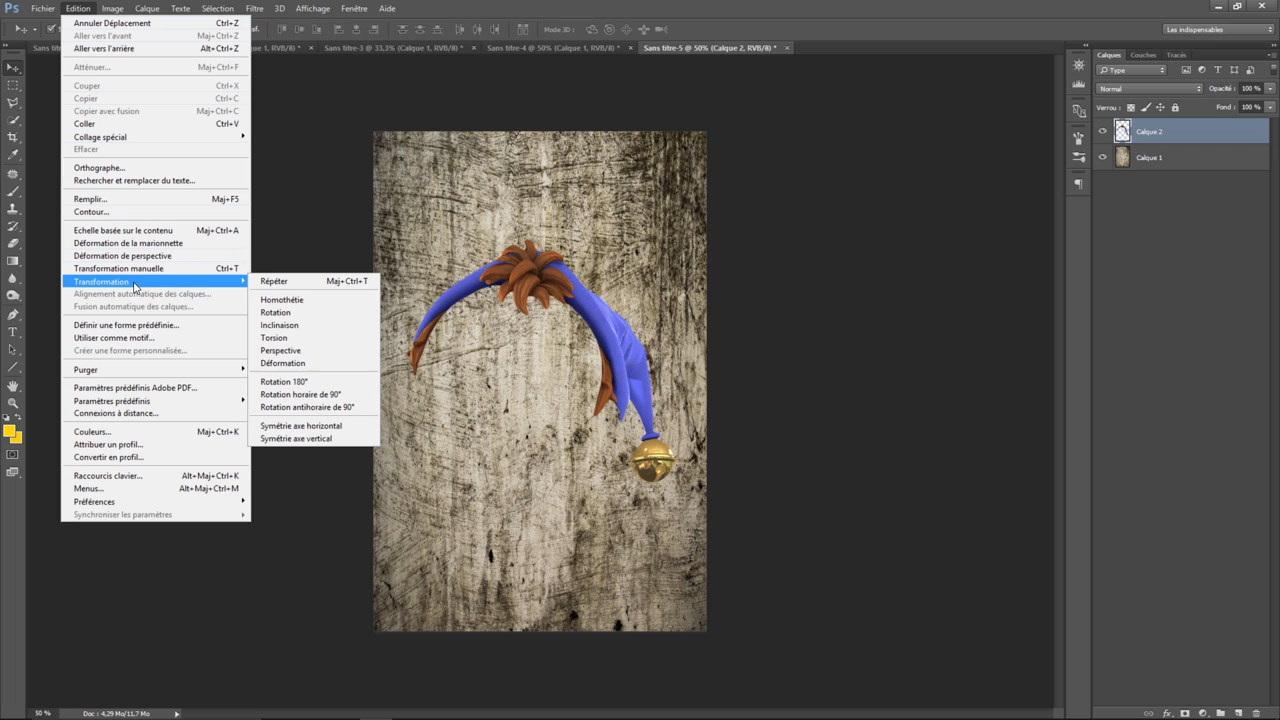 Ps Fichier Edition Image Calque Texte Sélection Filtre 3D Affichage Fenêtre Aide
Mode 3D :
Les indispensables
Sans tit
que 1, RVB/8) * ×
Sans titre-3 @ 33,3% (Calque 1, RVB/8) * ×
Sans titre-4 @ 50% (Calque 1, RVB/8) * ×
Sans titre-5 @ 50% (Calque 2, RVB/8) * ×
Annuler Déplacement Ctrl+Z
Aller vers l'avant Maj+Ctrl+Z
Aller vers l'arrière Alt+Ctrl+Z
Atténuer... Maj+Ctrl+F
Couper Ctrl+X
Copier Ctrl+C
Copier avec fusion Maj+Ctrl+C
Coller Ctrl+V
Collage spécial
Effacer
Orthographe...
Rechercher et remplacer du texte...
Remplir... Maj+F5
Contour...
Echelle basée sur le contenu Maj+Ctrl+A
Déformation de la marionnette
Déformation de perspective
Transformation manuelle Ctrl+T
Transformation
Alignement automatique des calques...
Fusion automatique des calques...
Définir une forme prédéfinie...
Utiliser comme motif...
Créer une forme personnalisée...
Purger
Paramètres prédéfinis Adobe PDF...
Paramètres prédéfinis
Connexions à distance...
Couleurs... Maj+Ctrl+K
Attribuer un profil...
Convertir en profil...
Raccourcis clavier... Alt+Maj+Ctrl+K
Menus... Alt+Maj+Ctrl+M
Préférences
Synchroniser les paramètres
Répéter Maj+Ctrl+T
Homothétie
Rotation
Inclinaison
Torsion
Perspective
Déformation
Rotation 180°
Rotation horaire de 90°
Rotation antihoraire de 90°
Symétrie axe horizontal
Symétrie axe vertical
Calques Couches Tracés
Type
Normal Opacité : 100 %
Verrou : Fond : 100 %
Calque 2
Calque 1
50 % Doc : 4,29 Mo/11,7 Mo